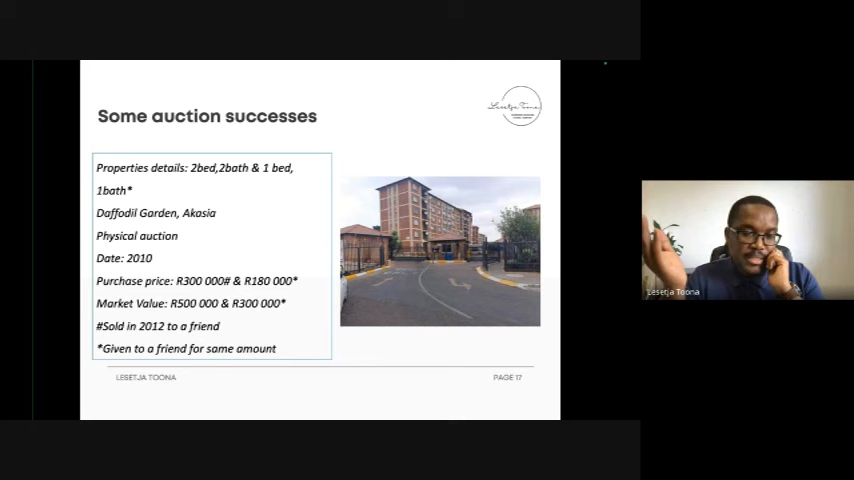 Some auction successes
Lesetja Toona
Properties details: 2bed,2bath & 1 bed,
1bath*
Daffodil Garden, Akasia
Physical auction
Date: 2010
Purchase price: R300 000# & R180 000*
Market Value: R500 000 & R300 000*
#Sold in 2012 to a friend
*Given to a friend for same amount
LESETJA TOONA
PAGE 17
Lesetja Toona